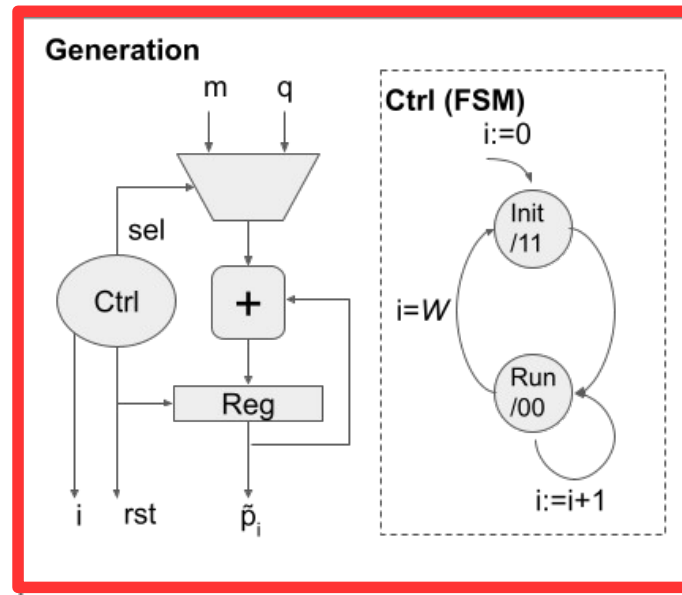 Generation
m q
sel
Ctrl
+
Reg
i rst p̃i
Ctrl (FSM)
i:=0
Init
/11
i=W
Run
/00
i:=i+1